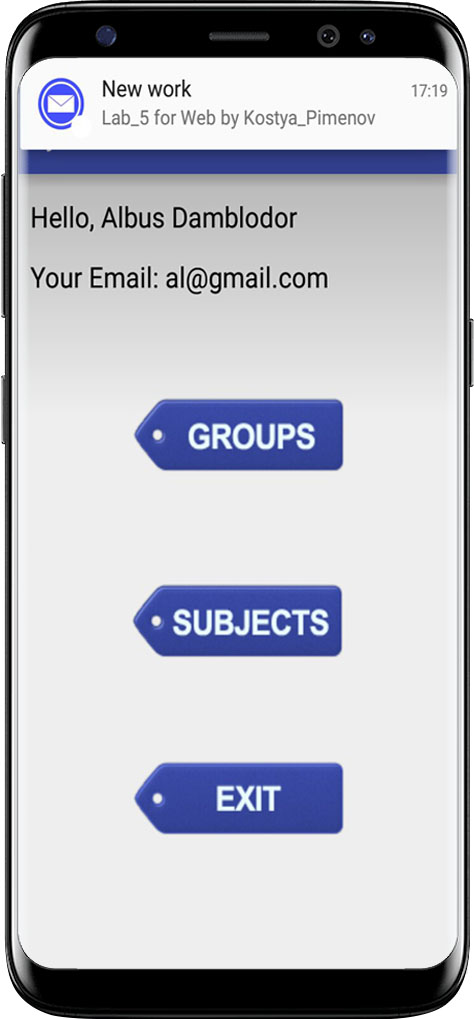 New work
17:19
Lab_5 for Web by Kostya_Pimenov
Hello, Albus Damblodor
Your Email: al@gmail.com
GROUPS
SUBJECTS
EXIT